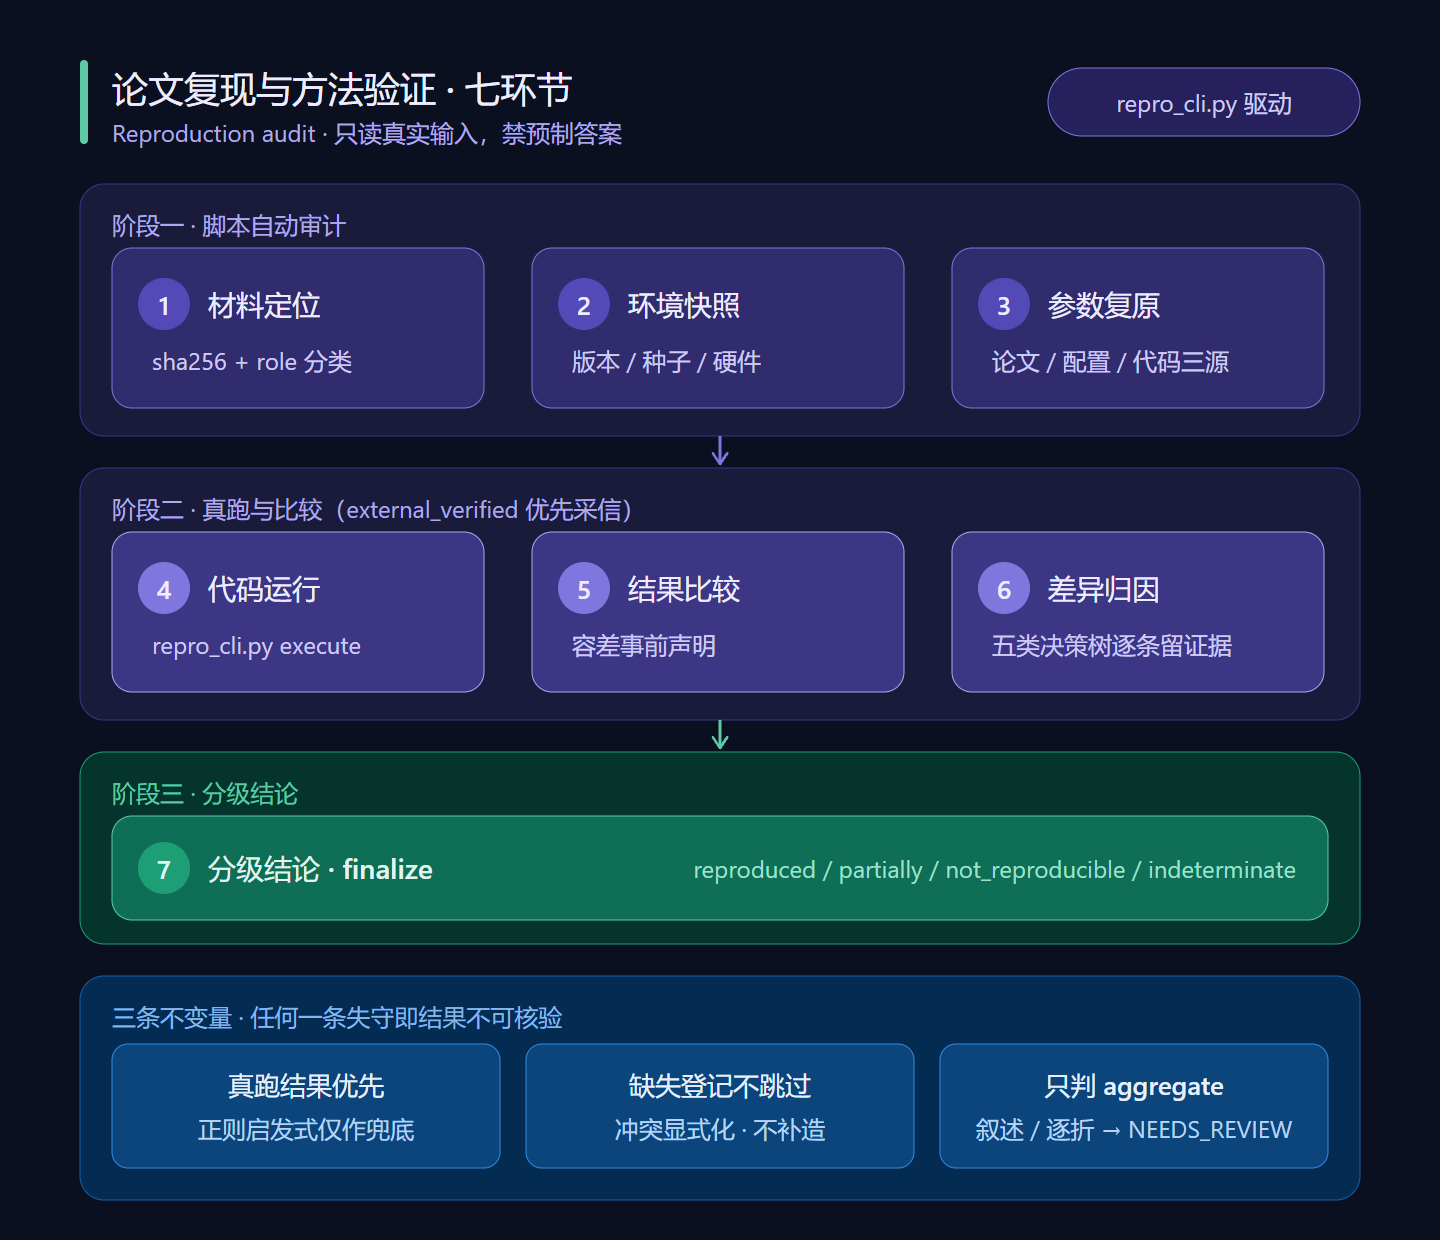 论文复现与方法验证 · 七环节
Reproduction audit · 只读真实输入，禁预制答案
repro_cli.py 驱动
阶段一 · 脚本自动审计
1 材料定位
sha256 + role 分类
2 环境快照
版本 / 种子 / 硬件
3 参数复原
论文 / 配置 / 代码三源
阶段二 · 真跑与比较（external_verified 优先采信）
4 代码运行
repro_cli.py execute
5 结果比较
容差事前声明
6 差异归因
五类决策树逐条留证据
阶段三 · 分级结论
7 分级结论 · finalize
reproduced / partially / not_reproducible / indeterminate
三条不变量 · 任何一条失守即结果不可核验
真跑结果优先
正则启发式仅作兜底
缺失登记不跳过
冲突显式化 · 不补造
只判 aggregate
叙述 / 逐折 → NEEDS_REVIEW